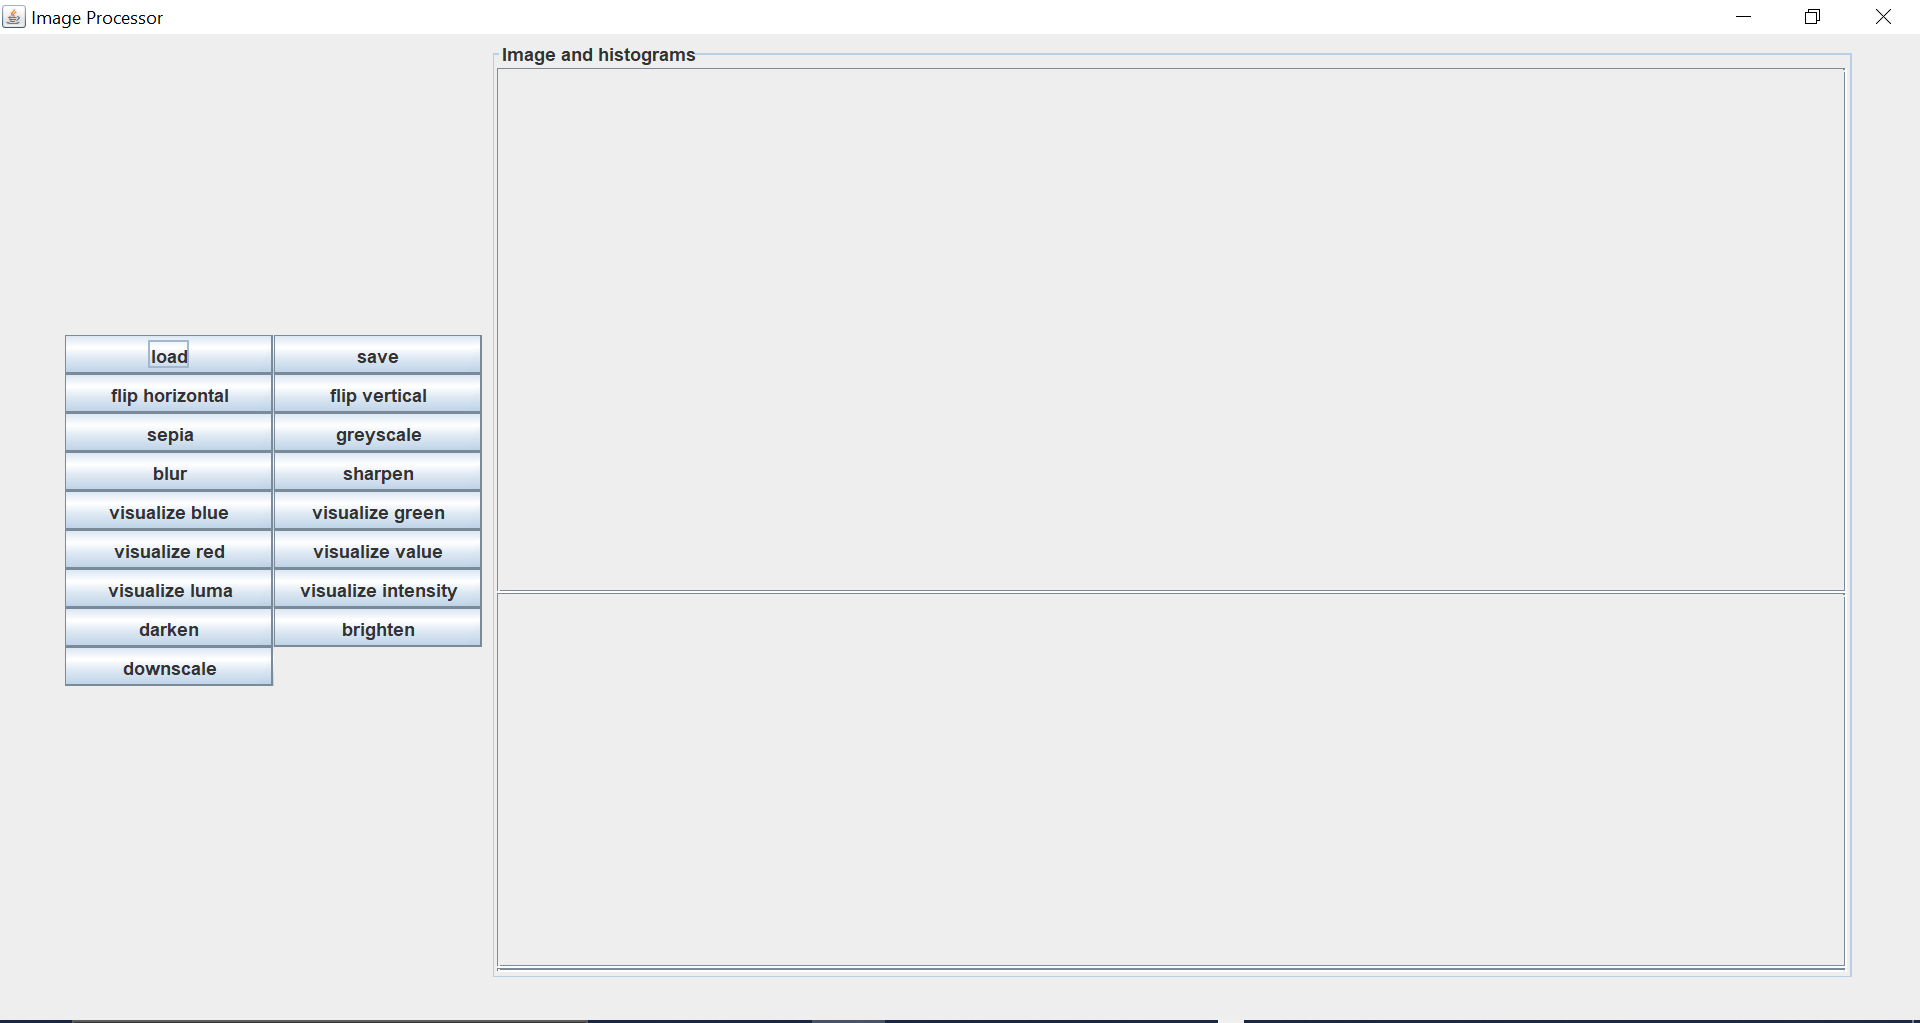 Image Processor
Image and histograms
load save
flip horizontal flip vertical
sepia greyscale
blur sharpen
visualize blue visualize green
visualize red visualize value
visualize luma visualize intensity
darken brighten
downscale